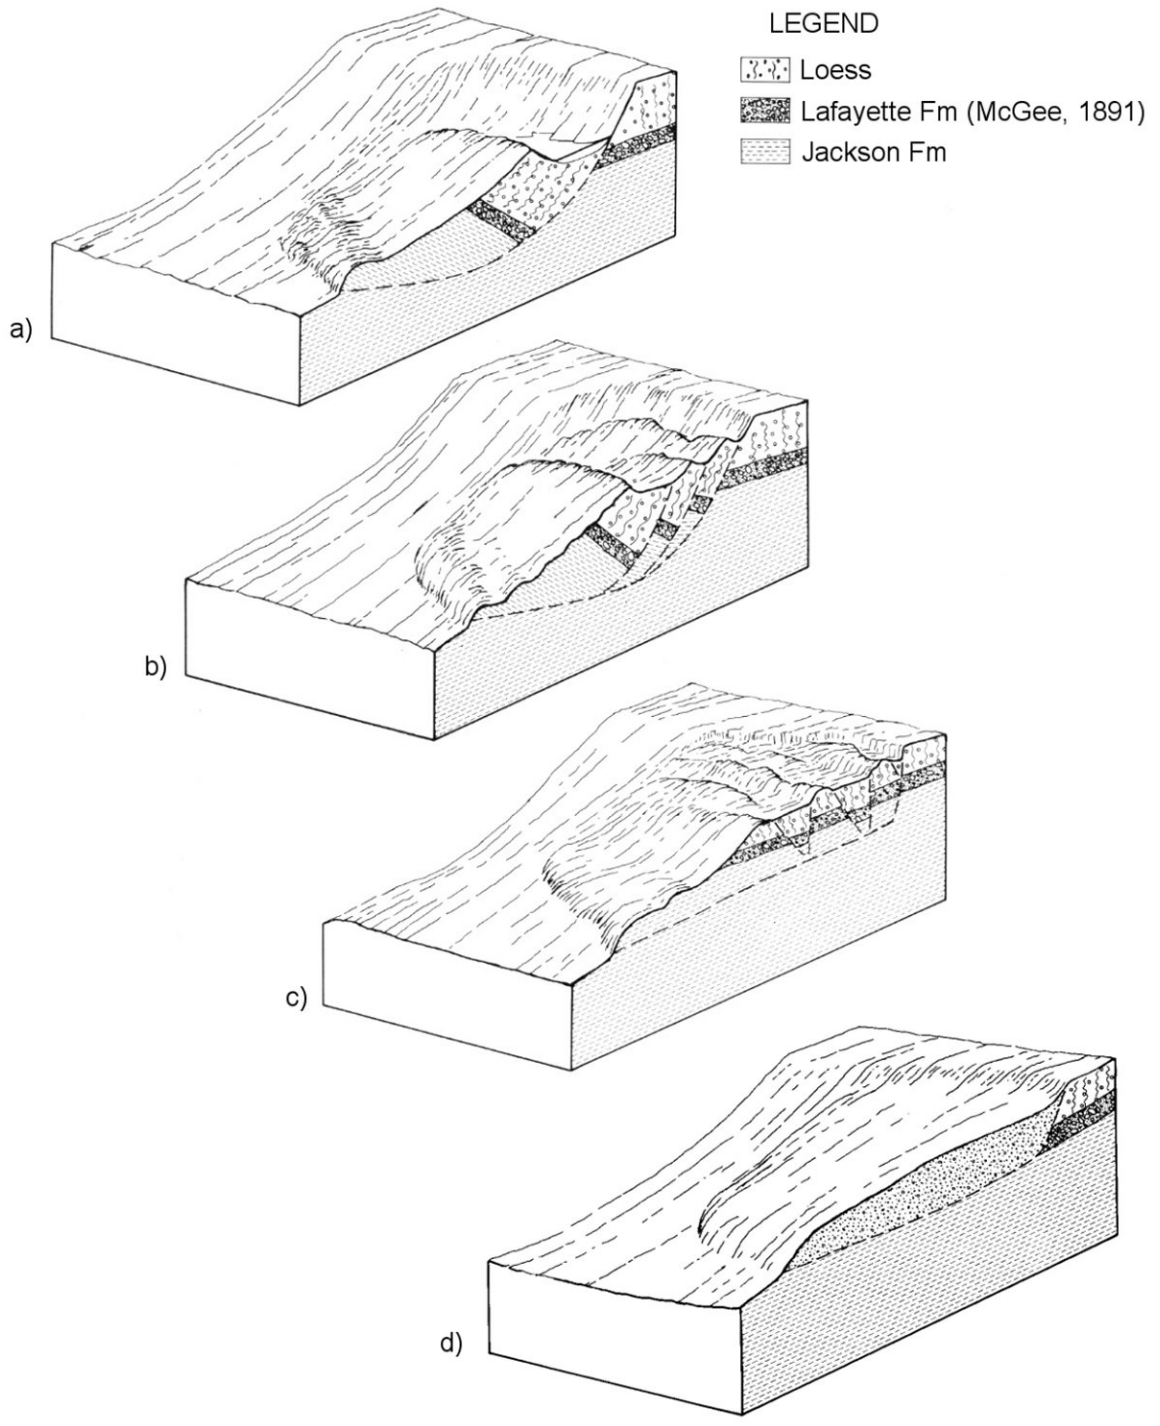 LEGEND
Loess
Lafayette Fm (McGee, 1891)
Jackson Fm
a)
b)
c)
d)